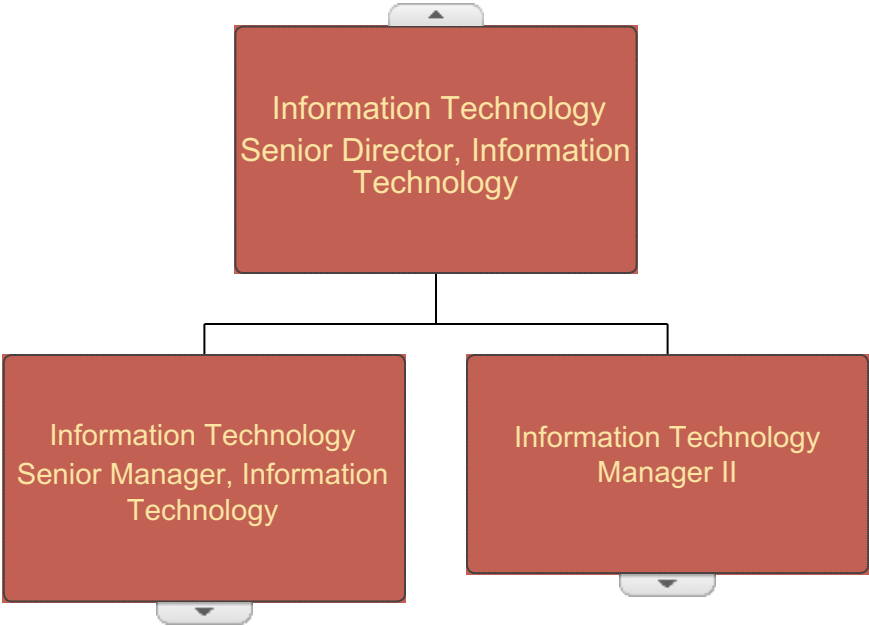 Information Technology
Senior Director, Information
Technology
Information Technology
Senior Manager, Information
Technology
Information Technology
Manager II